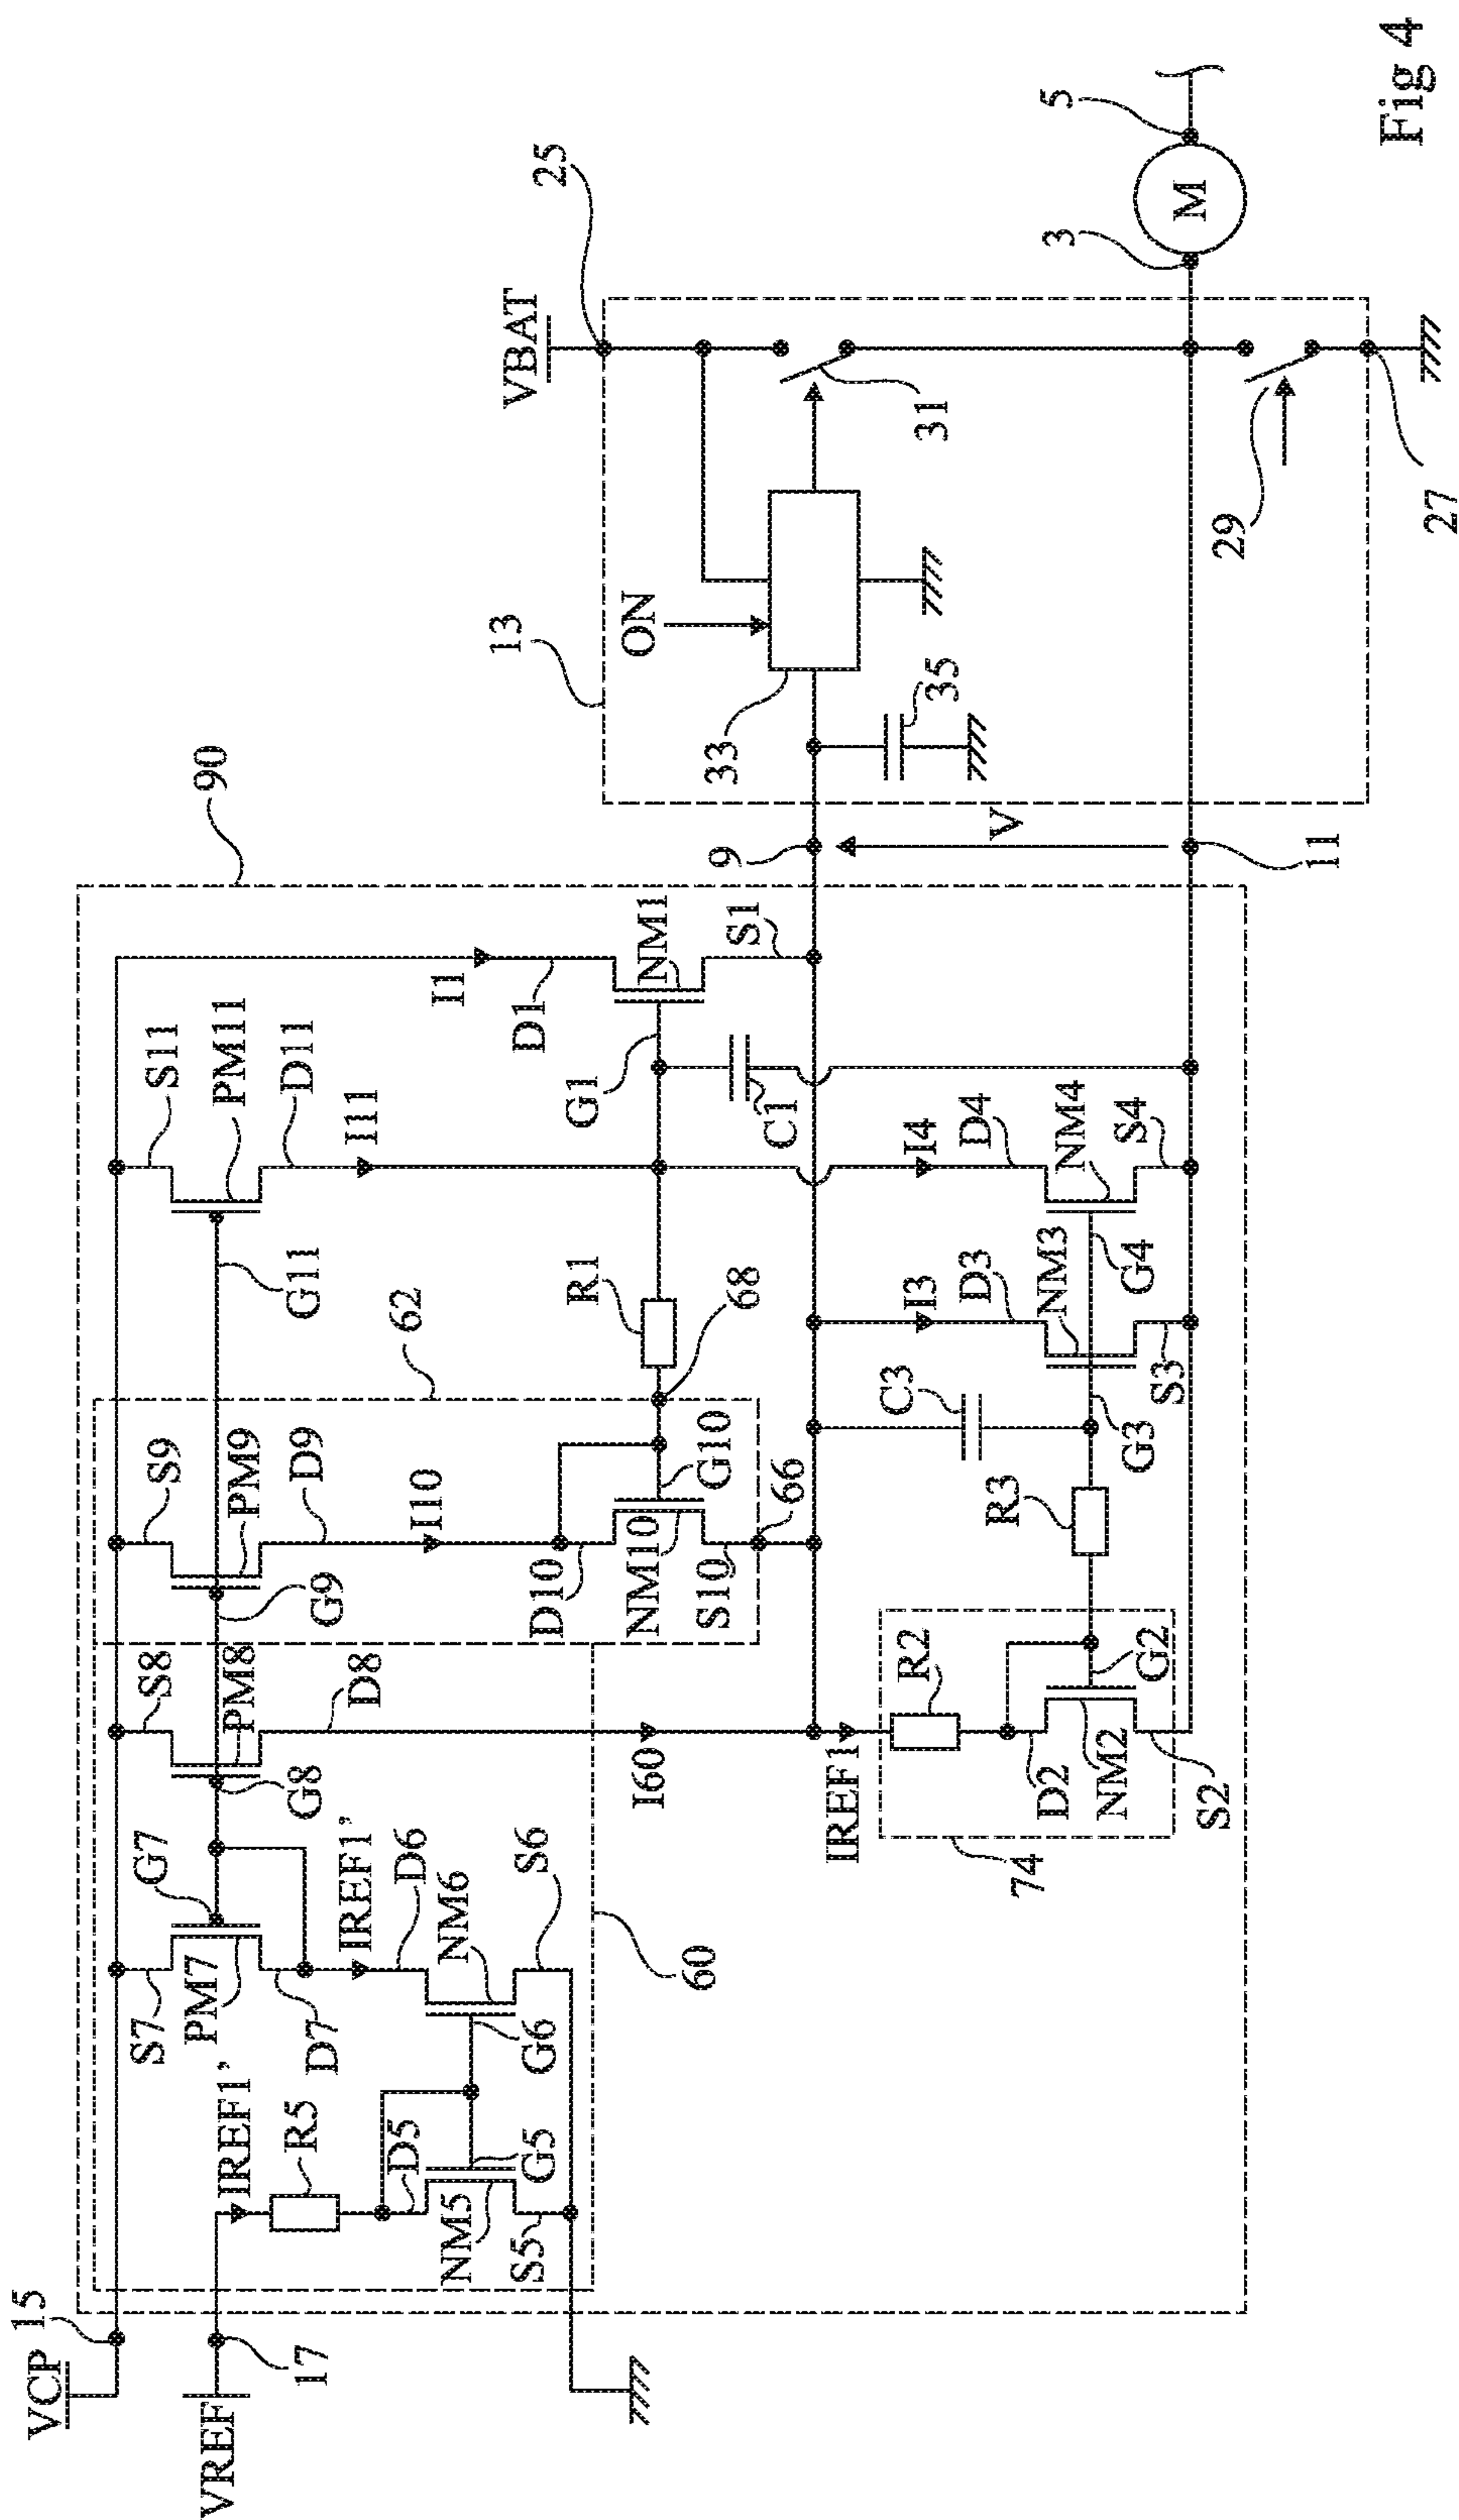 VCP
15
VREF
17
S7
PM7
D7
G7
IREF1'
R5
D5
NM5
G5
S5
IREF1'
D6
NM6
G6
S6
60
S8
PM8
G8
D8
I60
S9
PM9
G9
D9
I10
D10
NM10
G10
S10
66
62
68
R1
G11
S11
PM11
D11
I11
G1
C1
I1
D1
NM1
S1
90
IREF1
R2
D2
NM2
G2
S2
74
R3
C3
G3
I3
D3
NM3
S3
I4
D4
NM4
G4
S4
9
V
11
13
33
35
ON
VBAT
25
31
29
27
3
M
5
Fig 4